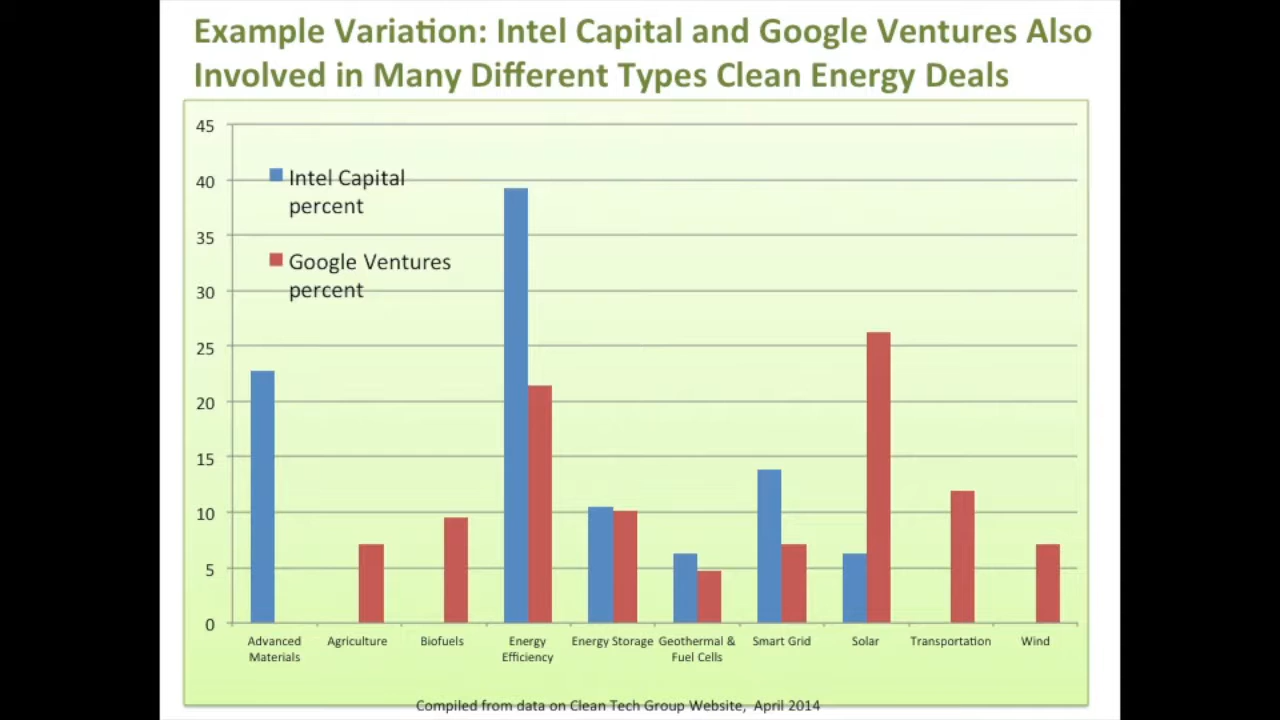 Example Variation: Intel Capital and Google Ventures Also
Involved in Many Different Types Clean Energy Deals
45
40
35
30
25
20
15
10
5
0
Intel Capital
percent
Google Ventures
percent
Advanced
Materials
Agriculture
Biofuels
Energy
Efficiency
Energy Storage
Geothermal &
Fuel Cells
Smart Grid
Solar
Transportation
Wind
Compiled from data on Clean Tech Group Website, April 2014